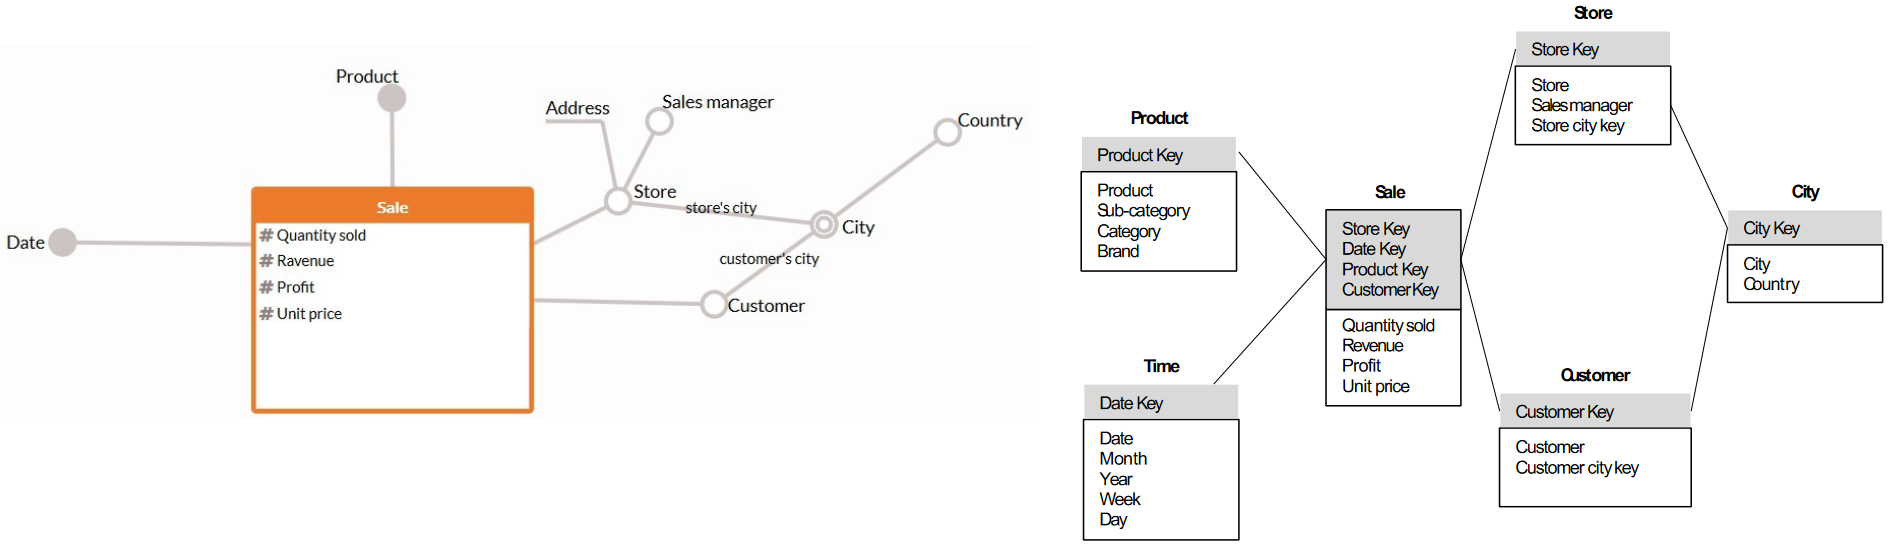 Product
Address
Sales manager
Country
Store
store's city
City
Sale
Date
# Quantity sold
# Ravenue
# Profit
# Unit price
customer's city
Customer
Store
Store Key
Store
Sales manager
Store city key
Product
Product Key
Product
Sub-category
Category
Brand
Sale
Store Key
Date Key
Product Key
Customer Key
Quantity sold
Revenue
Profit
Unit price
City
City Key
City
Country
Time
Date Key
Date
Month
Year
Week
Day
Customer
Customer Key
Customer
Customer city key